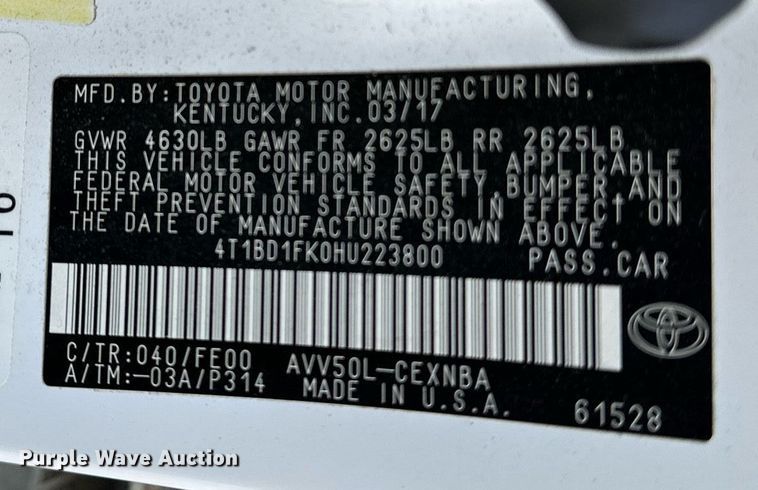 MFD.BY:TOYOTA MOTOR MANUFACTURING,
KENTUCKY,INC.03/17
GVWR 4630LB GAWR FR 2625LB RR 2625LB
THIS VEHICLE CONFORMS TO ALL APPLICABLE
FEDERAL MOTOR VEHICLE SAFETY,BUMPER,AND
THEFT PREVENTION STANDARDS IN EFFECT ON
THE DATE OF MANUFACTURE SHOWN ABOVE.
4T1BD1FK0HU223800 PASS.CAR
C/TR:040/FE00 AVV50L-CEXNBA
A/TM:-03A/P314 MADE IN U.S.A. 61528
Purple Wave Auction